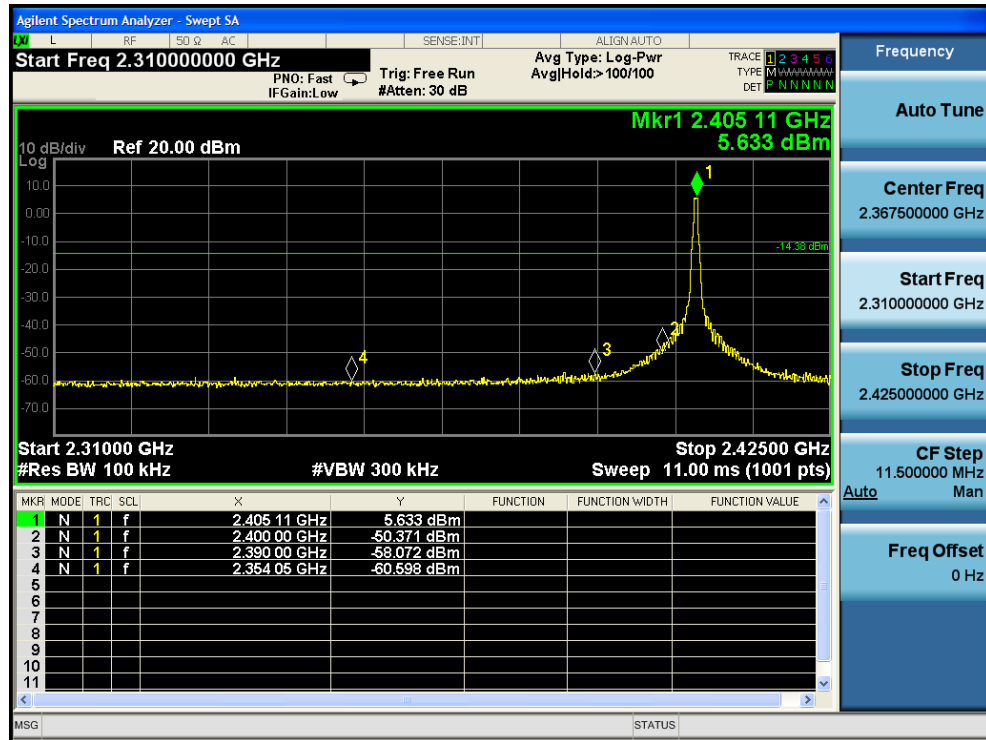 Agilent Spectrum Analyzer - Swept SA
LXI L RF 50 Ω AC SENSE:INT ALIGN AUTO
Start Freq 2.310000000 GHz
PNO: Fast
IFGain:Low
Trig: Free Run
#Atten: 30 dB
Avg Type: Log-Pwr
Avg|Hold:> 100/100
TRACE 1 2 3 4 5 6
TYPE M
DET P N N N N N
Mkr1 2.405 11 GHz
5.633 dBm
10 dB/div Ref 20.00 dBm
Log
10.0
0.00
-10.0
-20.0
-30.0
-40.0
-50.0
-60.0
-70.0
-14.38 dBm
1
2
3
4
Start 2.31000 GHz Stop 2.42500 GHz
#Res BW 100 kHz #VBW 300 kHz Sweep 11.00 ms (1001 pts)
MKR MODE TRC SCL X Y FUNCTION FUNCTION WIDTH FUNCTION VALUE
1 N 1 f 2.405 11 GHz 5.633 dBm
2 N 1 f 2.400 00 GHz -50.371 dBm
3 N 1 f 2.390 00 GHz -58.072 dBm
4 N 1 f 2.354 05 GHz -60.598 dBm
5
6
7
8
9
10
11
MSG STATUS
Frequency
Auto Tune
Center Freq
2.367500000 GHz
Start Freq
2.310000000 GHz
Stop Freq
2.425000000 GHz
CF Step
11.500000 MHz
Auto Man
Freq Offset
0 Hz